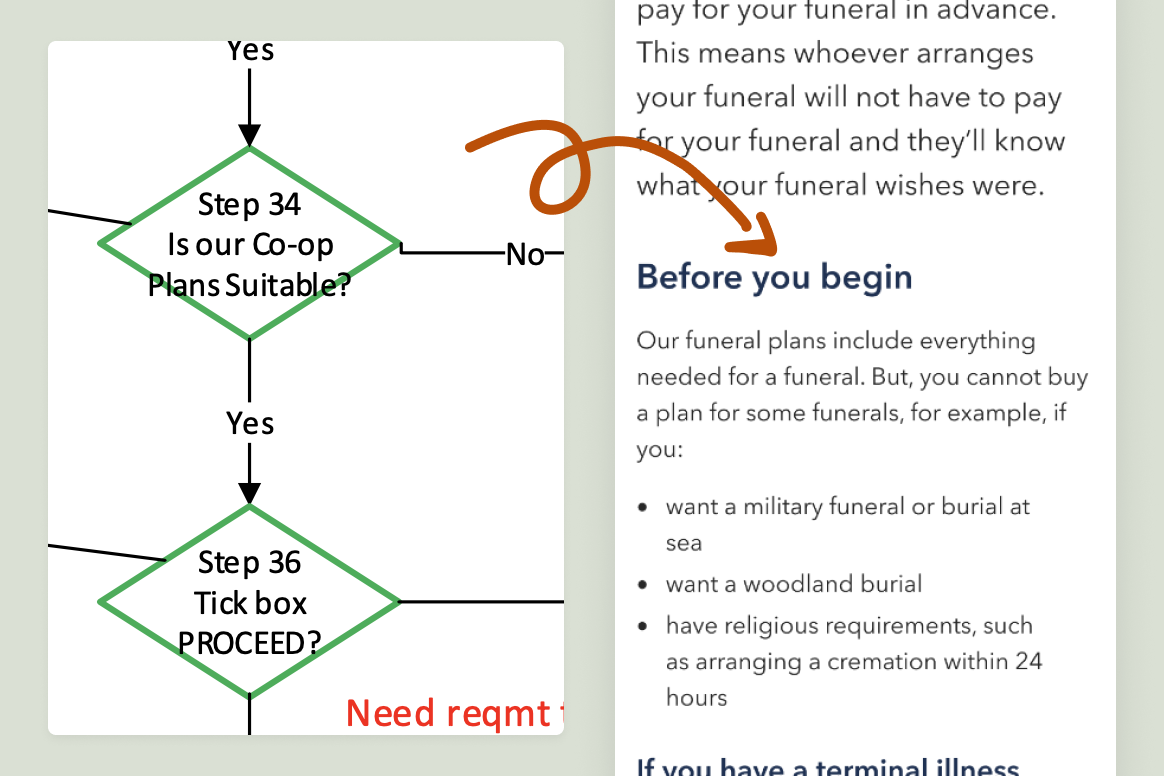 Yes
Step 34
Is our Co-op
Plans Suitable?
No
Yes
Step 36
Tick box
PROCEED?
Need reqmt
pay for your funeral in advance.
This means whoever arranges
your funeral will not have to pay
for your funeral and they’ll know
what your funeral wishes were.
Before you begin
Our funeral plans include everything
needed for a funeral. But, you cannot buy
a plan for some funerals, for example, if
you:
• want a military funeral or burial at
sea
• want a woodland burial
• have religious requirements, such
as arranging a cremation within 24
hours
If you have a terminal illness